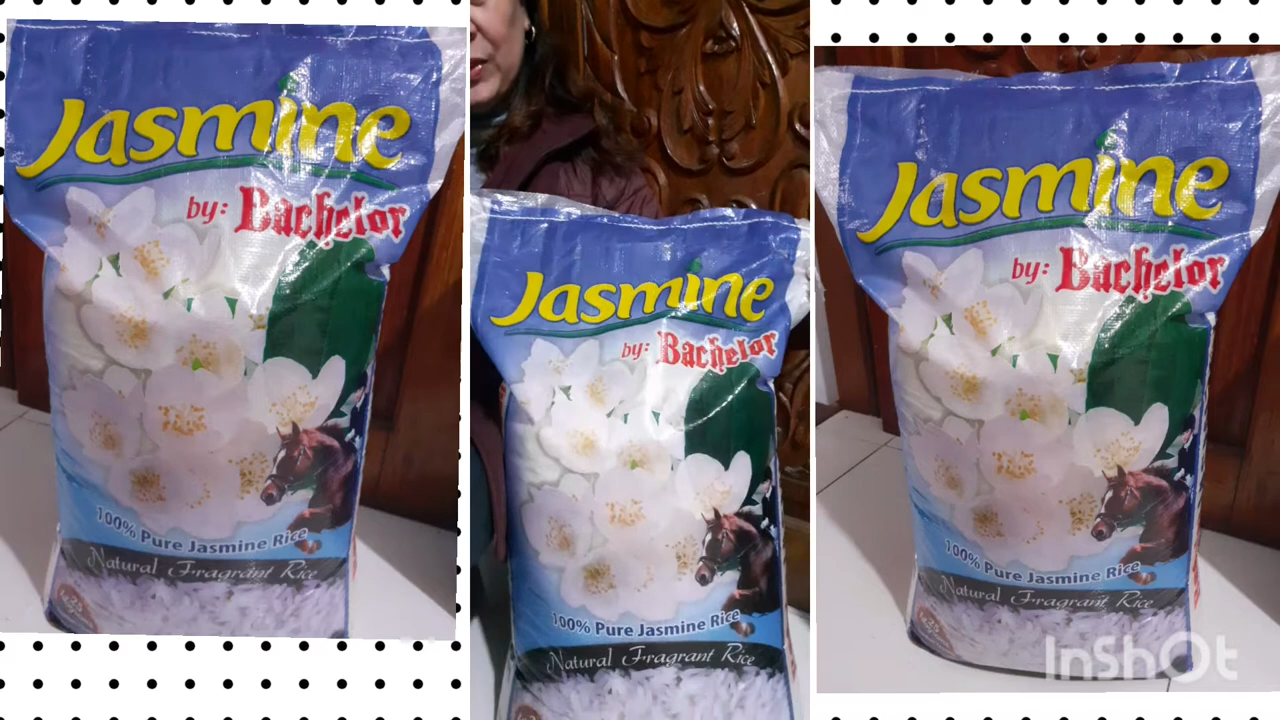 Jasmine
by: Bachelor
100% Pure Jasmine Rice
Natural Fragrant Rice
Jasmine
by: Bachelor
100% Pure Jasmine Rice
Natural Fragrant Rice
Jasmine
by: Bachelor
100% Pure Jasmine Rice
Natural Fragrant Rice
InShOt